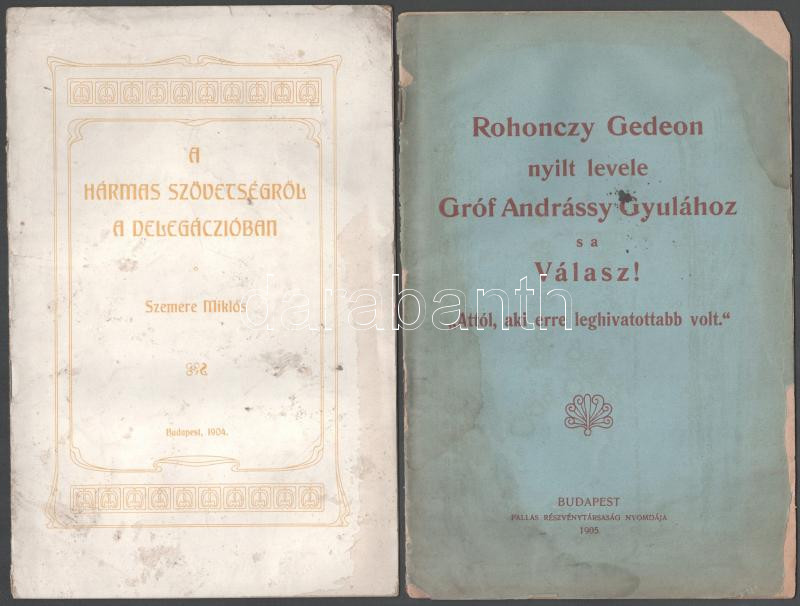 A
HÁRMAS SZÖVETSÉGRŐL
A DELEGÁCZIÓBAN
Szemere Miklós
Budapest, 1904.
Rohonczy Gedeon
nyilt levele
Gróf Andrássy Gyulához
s a
Válasz!
„Attól, aki erre leghivatottabb volt.“
BUDAPEST
PALLAS RÉSZVÉNYTÁRSASÁG NYOMDÁJA
1905.
darabanth